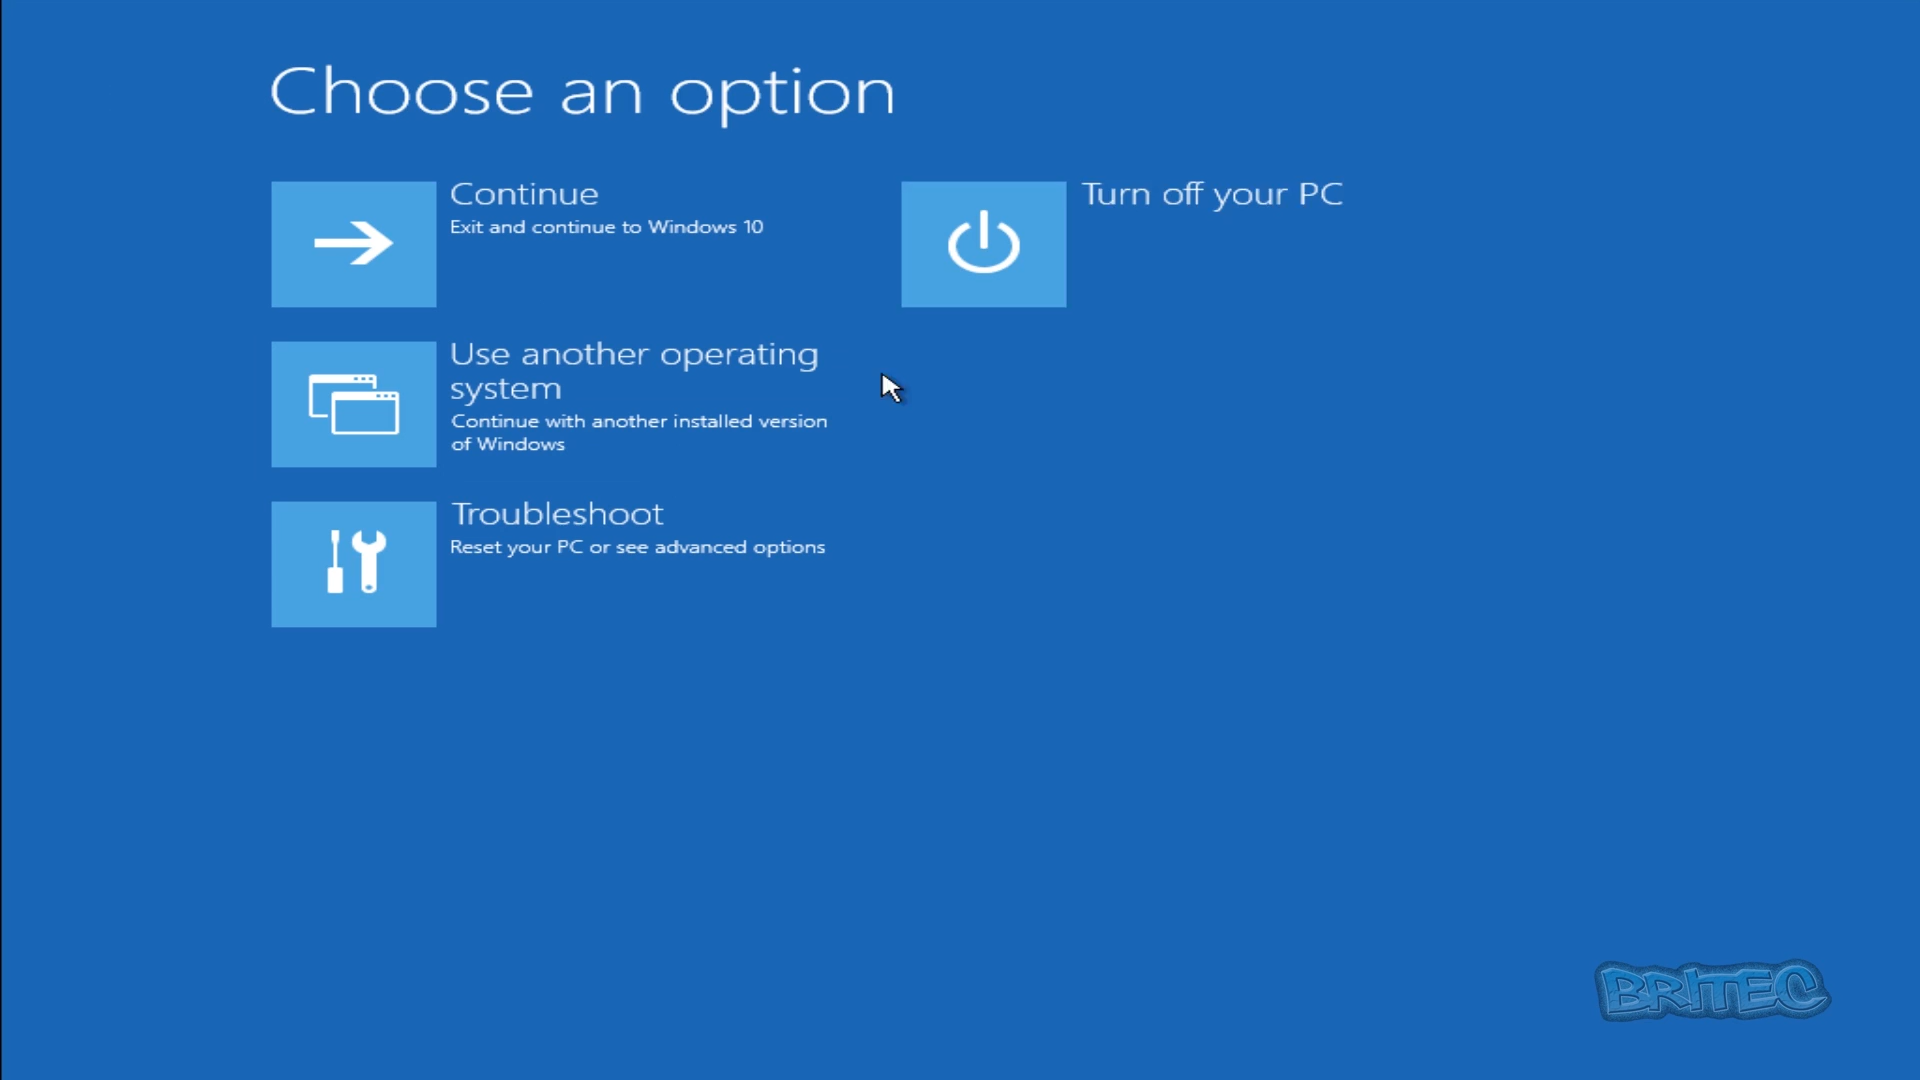 Choose an option
Continue
Exit and continue to Windows 10
Turn off your PC
Use another operating
system
Continue with another installed version
of Windows
Troubleshoot
Reset your PC or see advanced options
BRITEC